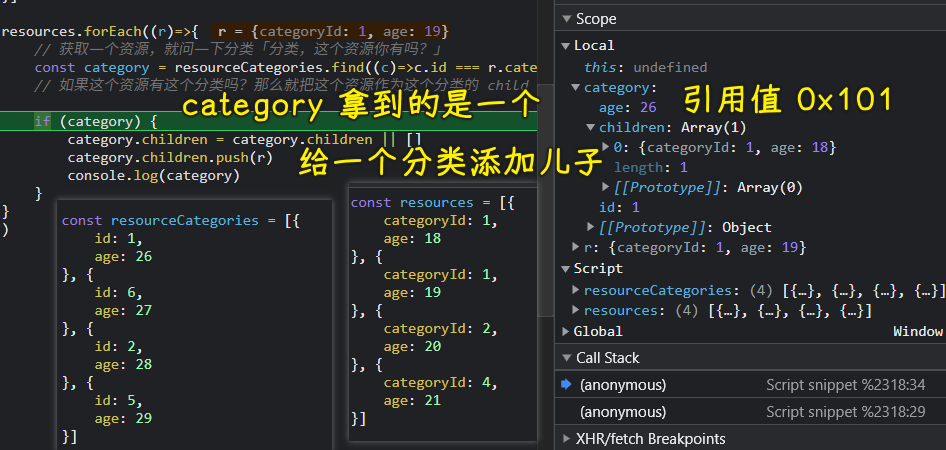 resources.forEach((r)=>{ r = {categoryId: 1, age: 19}
// 获取一个资源，就问一下分类「分类，这个资源你有吗？」
const category = resourceCategories.find((c)=>c.id === r.cate
// 如果这个资源有这个分类吗？那么就把这个资源作为这个分类的 child
category 拿到的是一个
if (category) {
category.children = category.children || []
category.children.push(r)
给一个分类添加儿子
console.log(category)
}
}
)
const resourceCategories = [{
id: 1,
age: 26
}, {
id: 6,
age: 27
}, {
id: 2,
age: 28
}, {
id: 5,
age: 29
}]
const resources = [{
categoryId: 1,
age: 18
}, {
categoryId: 1,
age: 19
}, {
categoryId: 2,
age: 20
}, {
categoryId: 4,
age: 21
}]
Scope
Local
this: undefined
category:
age: 26
引用值 0x101
children: Array(1)
0: {categoryId: 1, age: 18}
length: 1
[[Prototype]]: Array(0)
id: 1
[[Prototype]]: Object
r: {categoryId: 1, age: 19}
Script
resourceCategories: (4) [{…}, {…}, {…}, {…}]
resources: (4) [{…}, {…}, {…}, {…}]
Global Window
Call Stack
(anonymous) Script snippet %2318:34
(anonymous) Script snippet %2318:29
XHR/fetch Breakpoints